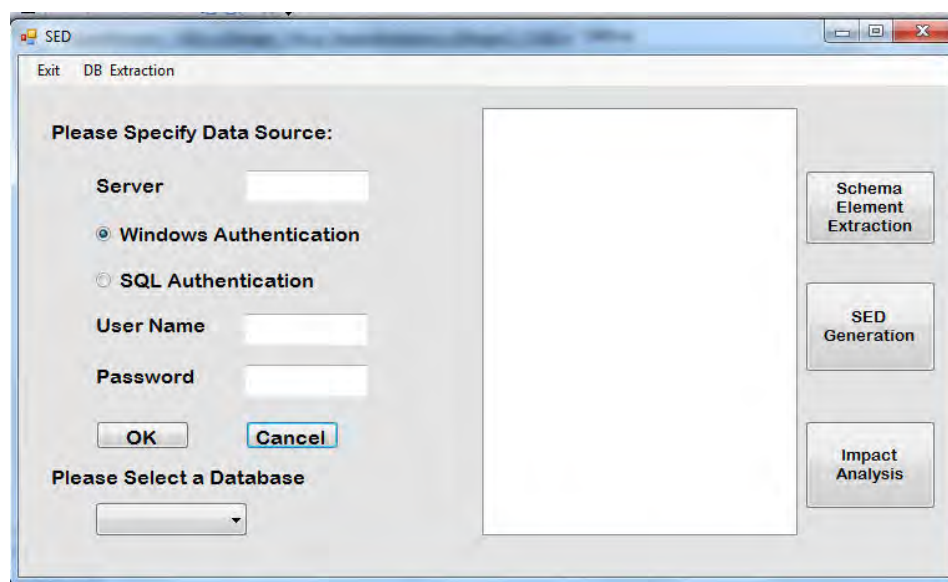 SED
Exit DB Extraction
Please Specify Data Source:
Server
Windows Authentication
SQL Authentication
User Name
Password
OK Cancel
Please Select a Database
Schema
Element
Extraction
SED
Generation
Impact
Analysis